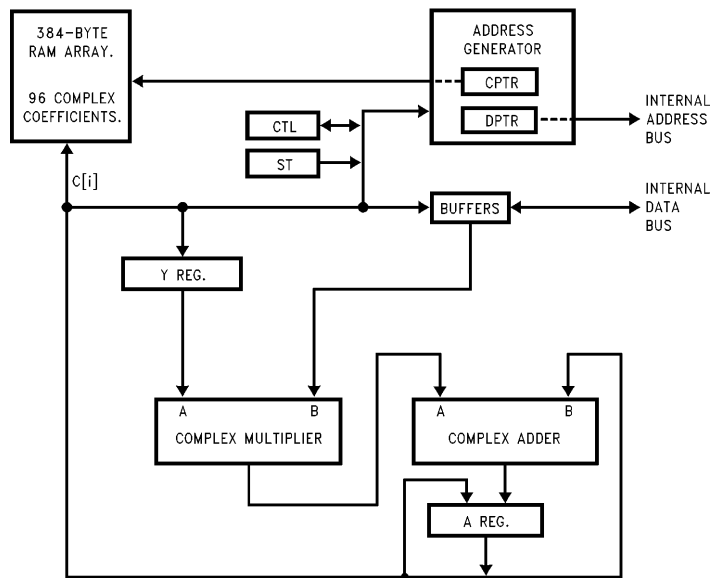 384-BYTE
RAM ARRAY.
96 COMPLEX
COEFFICIENTS.
ADDRESS
GENERATOR
CPTR
DPTR
INTERNAL
ADDRESS
BUS
CTL
ST
C[i]
BUFFERS
INTERNAL
DATA
BUS
Y REG.
A
B
COMPLEX MULTIPLIER
A
B
COMPLEX ADDER
A REG.